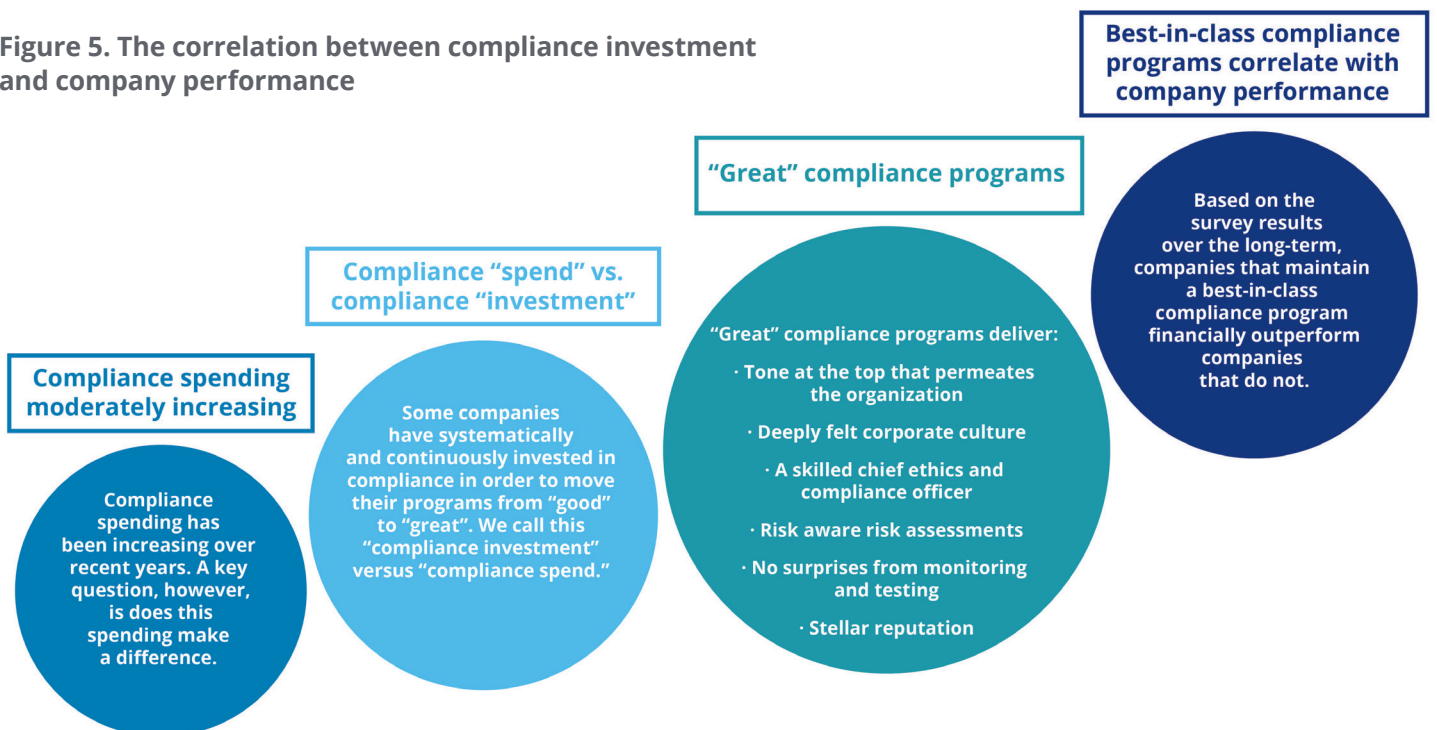 Figure 5. The correlation between compliance investment
and company performance
Compliance spending
moderately increasing
Compliance
spending has
been increasing over
recent years. A key
question, however,
is does this
spending make
a difference.
Compliance “spend” vs.
compliance “investment”
Some companies
have systematically
and continuously invested in
compliance in order to move
their programs from “good”
to “great”. We call this
“compliance investment”
versus “compliance spend.”
“Great” compliance programs
“Great” compliance programs deliver:
· Tone at the top that permeates
the organization
· Deeply felt corporate culture
· A skilled chief ethics and
compliance officer
· Risk aware risk assessments
· No surprises from monitoring
and testing
· Stellar reputation
Best-in-class compliance
programs correlate with
company performance
Based on the
survey results
over the long-term,
companies that maintain
a best-in-class
compliance program
financially outperform
companies
that do not.